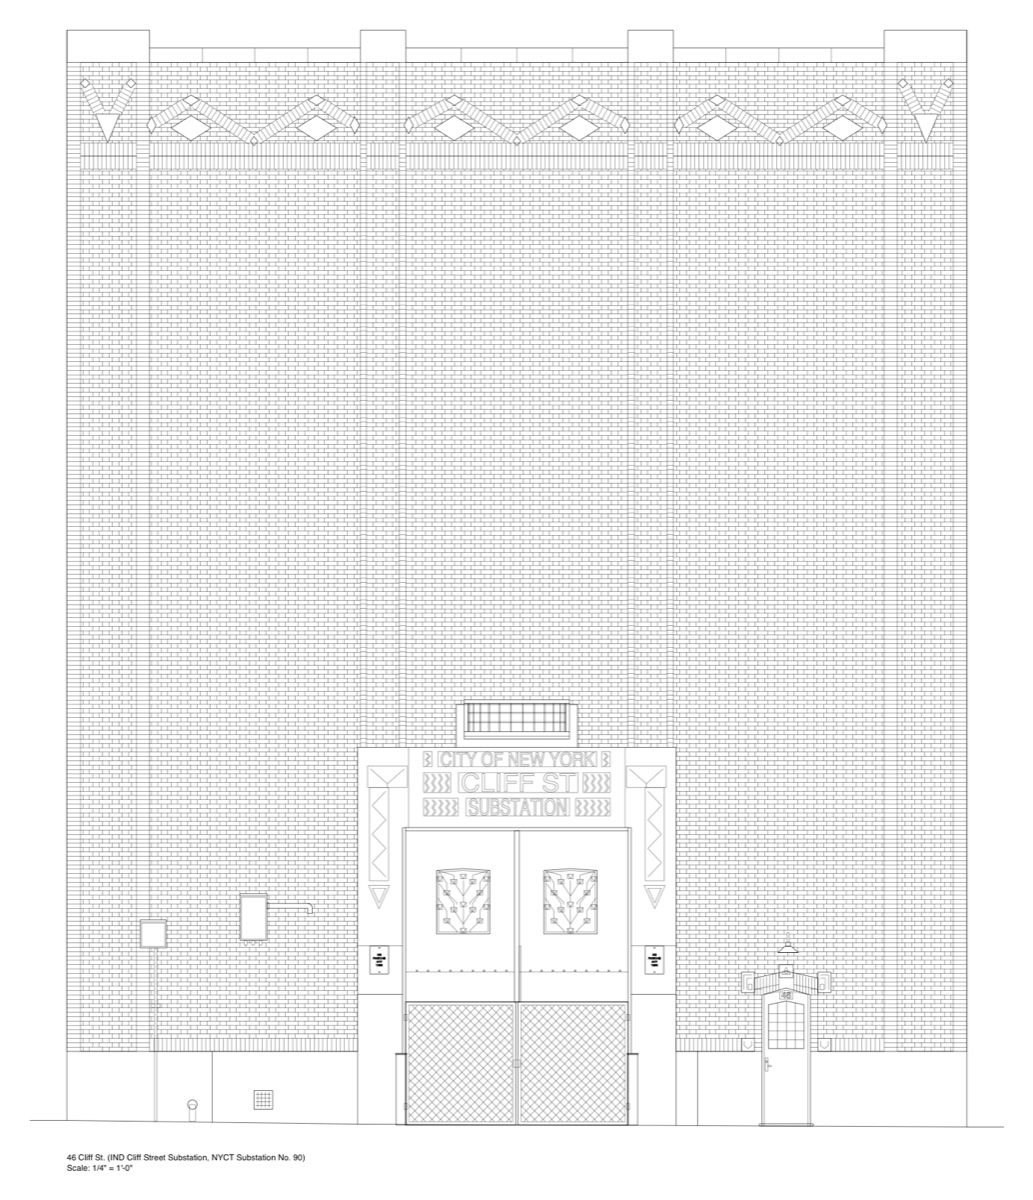 CITY OF NEW YORK
CLIFF ST
SUBSTATION
46
46 Cliff St. (IND Cliff Street Substation, NYCT Substation No. 90)
Scale: 1/4" = 1'-0"